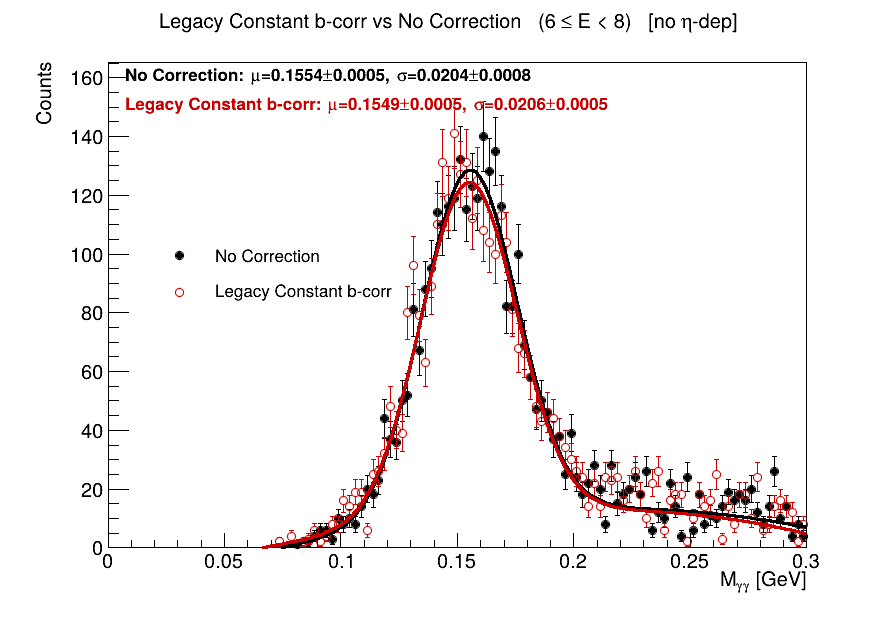 Legacy Constant b-corr vs No Correction (6 ≤ E < 8) [no η-dep]
Counts
No Correction: μ=0.1554±0.0005, σ=0.0204±0.0008
Legacy Constant b-corr: μ=0.1549±0.0005, σ=0.0206±0.0005
No Correction
Legacy Constant b-corr
160
140
120
100
80
60
40
20
0
0 0.05 0.1 0.15 0.2 0.25 0.3
Mγγ [GeV]